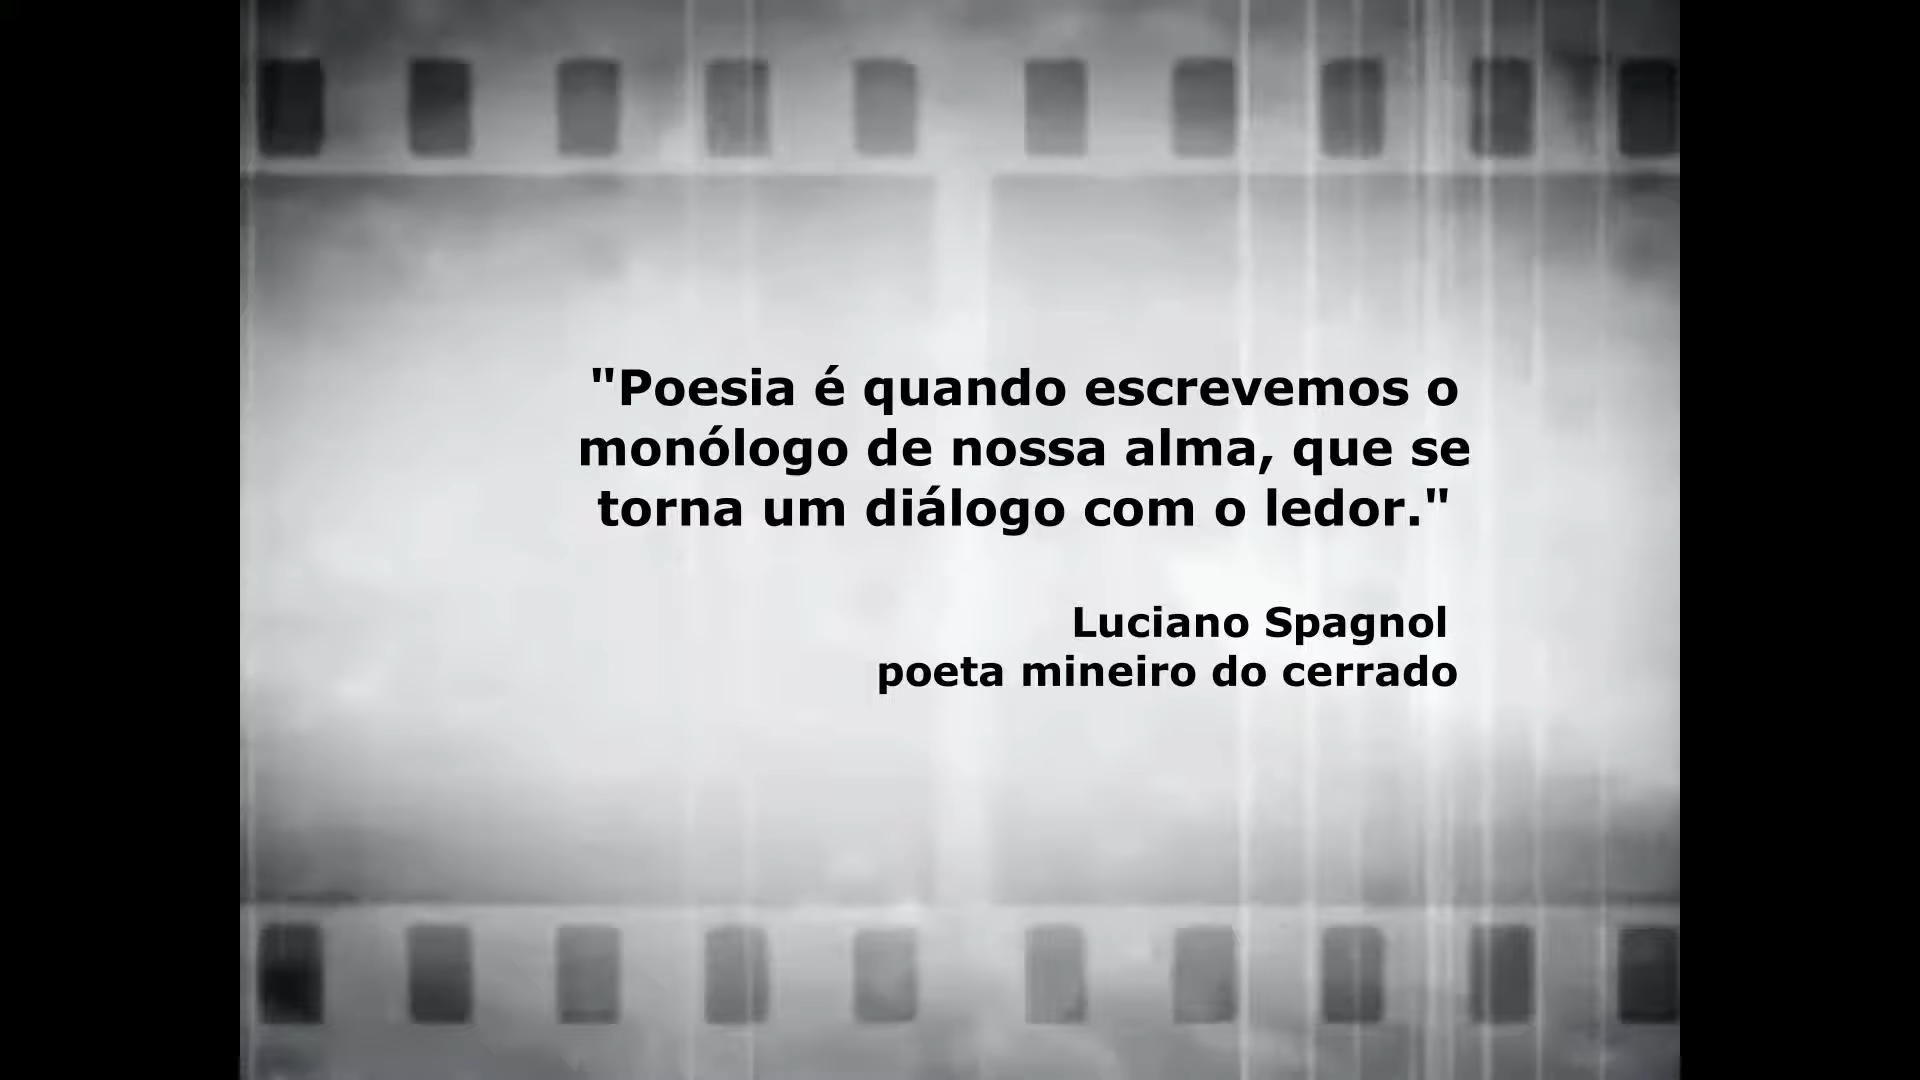 "Poesia é quando escrevemos o
monólogo de nossa alma, que se
torna um diálogo com o ledor."
Luciano Spagnol
poeta mineiro do cerrado